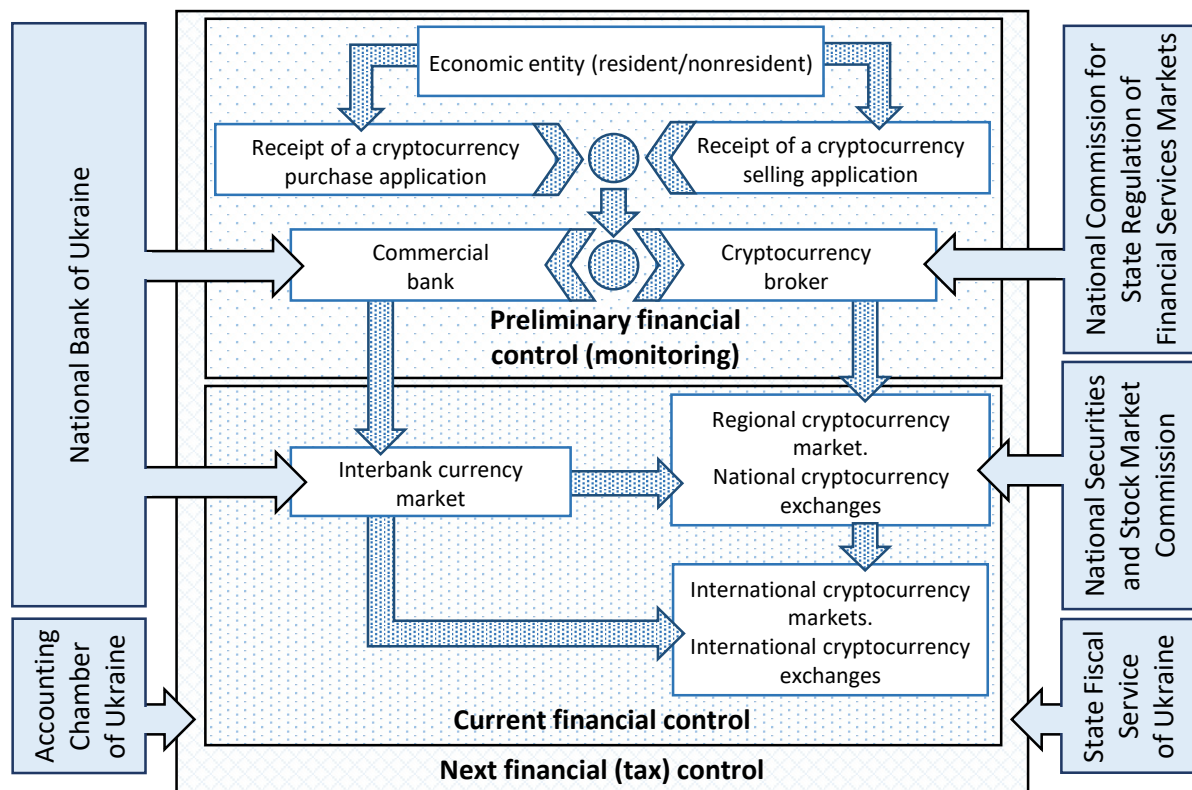 National Bank of Ukraine
Accounting
Chamber
of Ukraine
Economic entity (resident/nonresident)
Receipt of a cryptocurrency
purchase application
Receipt of a cryptocurrency
selling application
Commercial
bank
Cryptocurrency
broker
Preliminary financial
control (monitoring)
Interbank currency
market
Regional cryptocurrency
market.
National cryptocurrency
exchanges
International cryptocurrency
markets.
International cryptocurrency
exchanges
Current financial control
Next financial (tax) control
National Commission for
State Regulation of
Financial Services Markets
National Securities
and Stock Market
Commission
State Fiscal
Service
of Ukraine